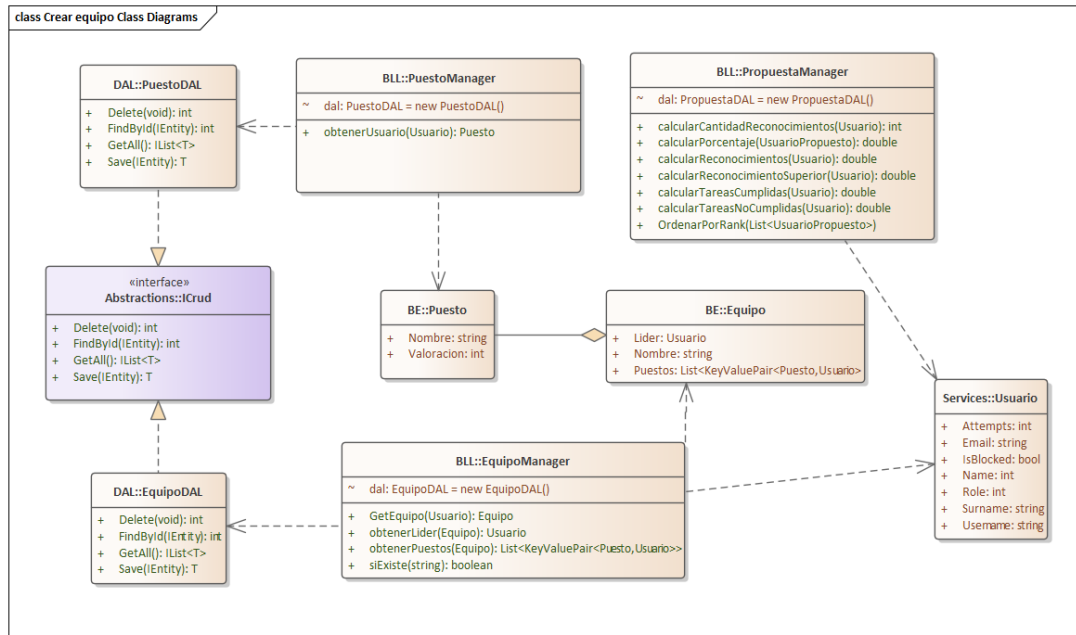 class Crear equipo Class Diagrams
DAL::PuestoDAL
+ Delete(void): int
+ FindById(IEntity): int
+ GetAll(): IList<T>
+ Save(IEntity): T
BLL::PuestoManager
~ dal: PuestoDAL = new PuestoDAL()
+ obtenerUsuario(Usuario): Puesto
BLL::PropuestaManager
~ dal: PropuestaDAL = new PropuestaDAL()
+ calcularCantidadReconocimientos(Usuario): int
+ calcularPorcentaje(UsuarioPropuesto): double
+ calcularReconocimientos(Usuario): double
+ calcularReconocimientoSuperior(Usuario): double
+ calcularTareasCumplidas(Usuario): double
+ calcularTareasNoCumplidas(Usuario): double
+ OrdenarPorRank(List<UsuarioPropuesto>)
«interface»
Abstractions::ICrud
+ Delete(void): int
+ FindById(IEntity): int
+ GetAll(): IList<T>
+ Save(IEntity): T
BE::Puesto
+ Nombre: string
+ Valoracion: int
BE::Equipo
+ Lider: Usuario
+ Nombre: string
+ Puestos: List<KeyValuePair<Puesto,Usuario>
Services::Usuario
+ Attempts: int
+ Email: string
+ IsBlocked: bool
+ Name: int
+ Role: int
+ Surname: string
+ Username: string
DAL::EquipoDAL
+ Delete(void): int
+ FindById(IEntity): int
+ GetAll(): IList<T>
+ Save(IEntity): T
BLL::EquipoManager
~ dal: EquipoDAL = new EquipoDAL()
+ GetEquipo(Usuario): Equipo
+ obtenerLider(Equipo): Usuario
+ obtenerPuestos(Equipo): List<KeyValuePair<Puesto,Usuario>>
+ siExiste(string): boolean